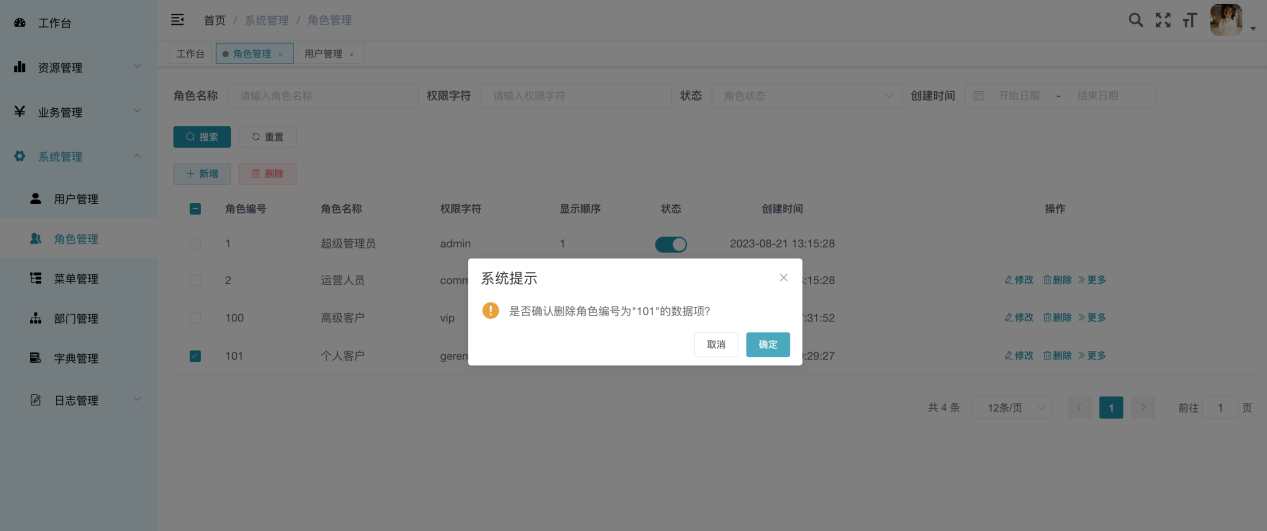 工作台
资源管理
业务管理
系统管理
用户管理
角色管理
菜单管理
部门管理
字典管理
日志管理
首页 / 系统管理 / 角色管理
工作台 角色管理 × 用户管理 ×
角色名称 请输入角色名称 权限字符 请输入权限字符 状态 角色状态 创建时间 开始日期 - 结束日期
搜索 重置
新增 删除
角色编号 角色名称 权限字符 显示顺序 状态 创建时间 操作
1 超级管理员 admin 1 2023-08-21 13:15:28
2 运营人员 comm :15:28 修改 删除 更多
100 高级客户 vip :31:52 修改 删除 更多
101 个人客户 geren :29:27 修改 删除 更多
系统提示
是否确认删除角色编号为"101"的数据项?
取消 确定
共 4 条 12条/页 1 前往 1 页